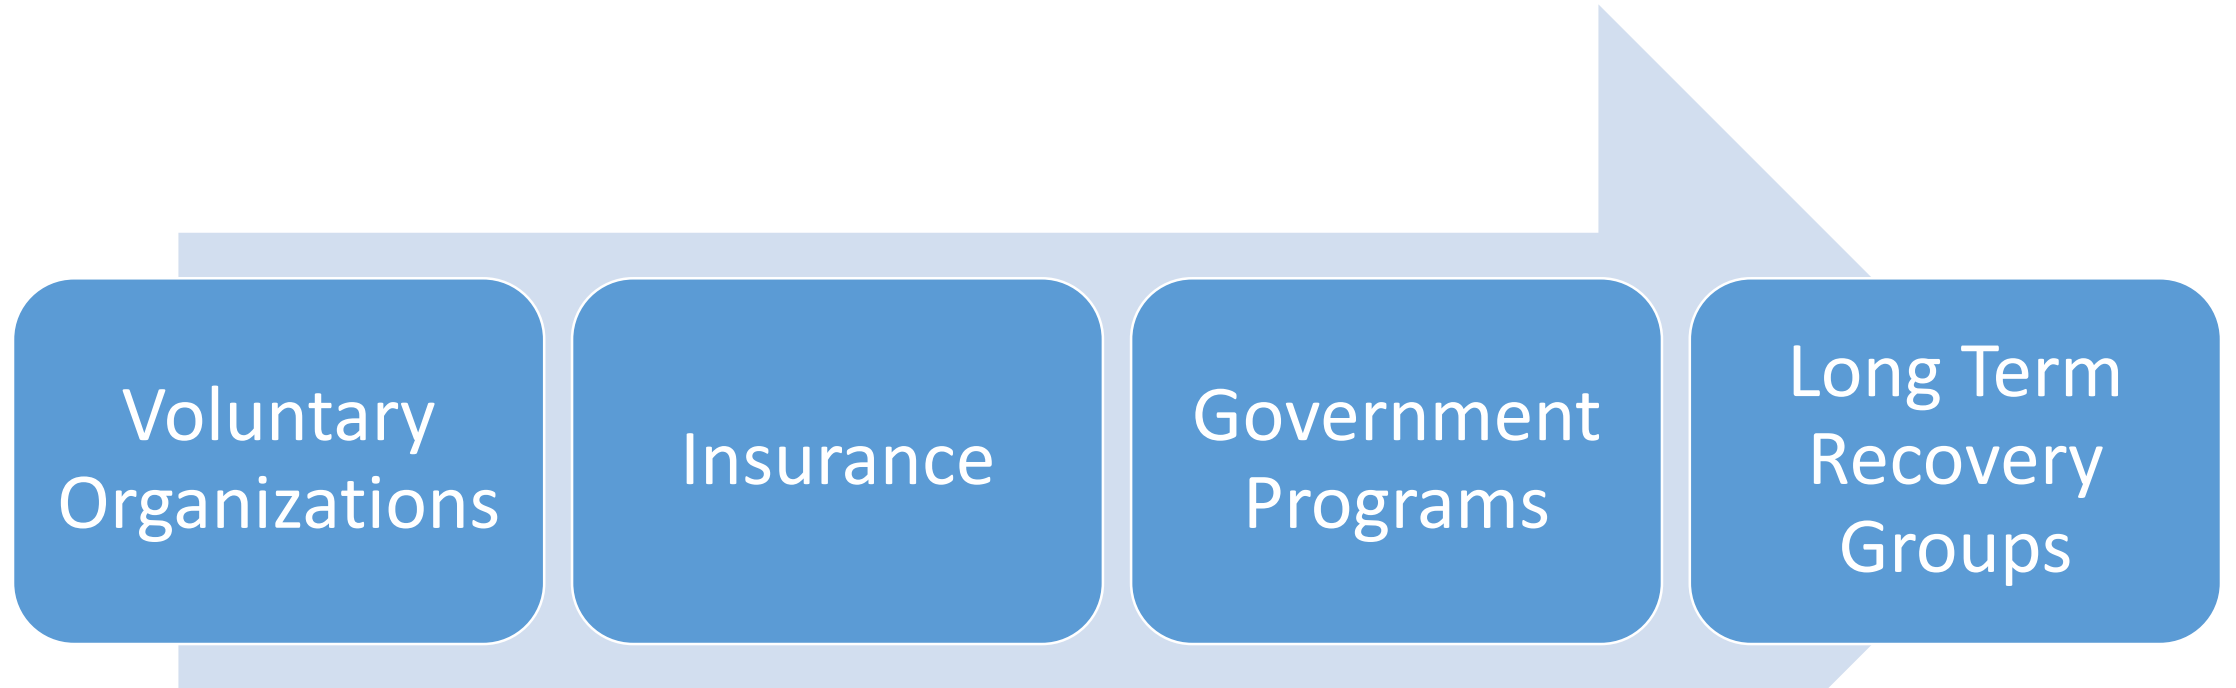 Voluntary
Organizations
Insurance
Government
Programs
Long Term
Recovery
Groups